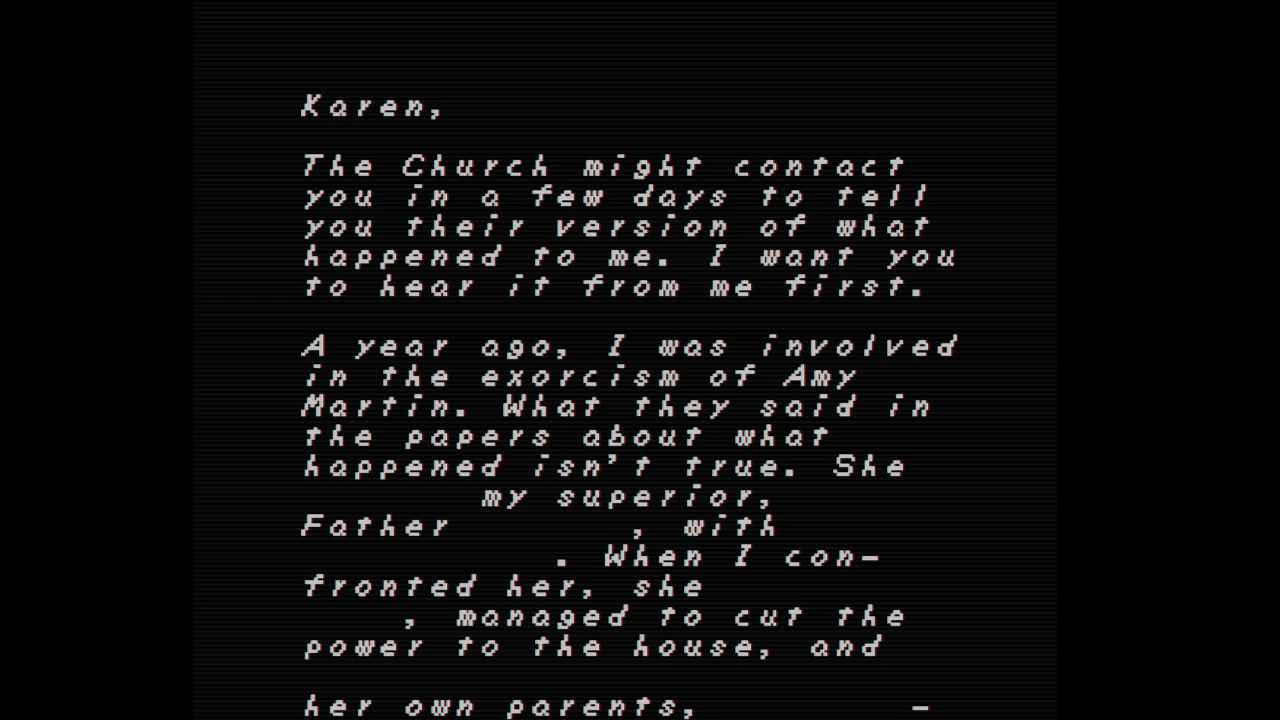 Karen,
The Church might contact
you in a few days to tell
you their version of what
happened to me. I want you
to hear it from me first.
A year ago, I was involved
in the exorcism of Amy
Martin. What they said in
the papers about what
happened isn't true. She
my superior,
Father , with
. When I con-
fronted her, she
, managed to cut the
power to the house, and
her own parents, -